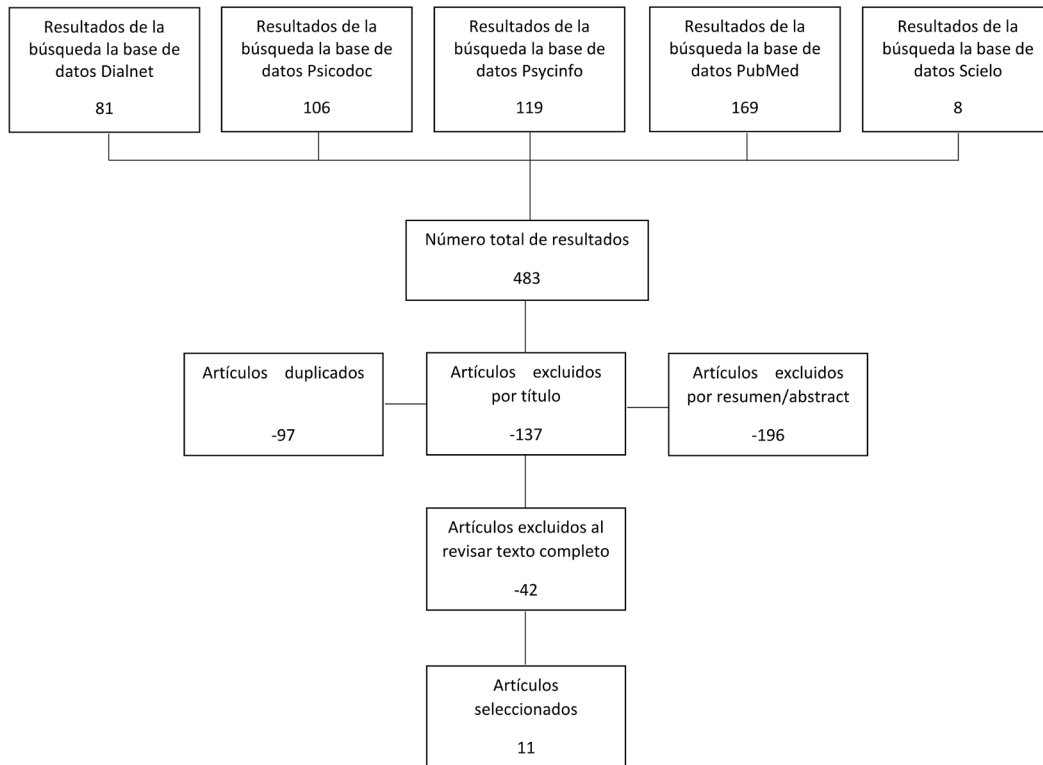 Resultados de la
búsqueda la base de
datos Dialnet
81
Resultados de la
búsqueda la base de
datos Psicodoc
106
Resultados de la
búsqueda la base de
datos Psycinfo
119
Resultados de la
búsqueda la base de
datos PubMed
169
Resultados de la
búsqueda la base de
datos Scielo
8
Número total de resultados
483
Artículos duplicados
-97
Artículos excluidos
por título
-137
Artículos excluidos
por resumen/abstract
-196
Artículos excluidos al
revisar texto completo
-42
Artículos
seleccionados
11